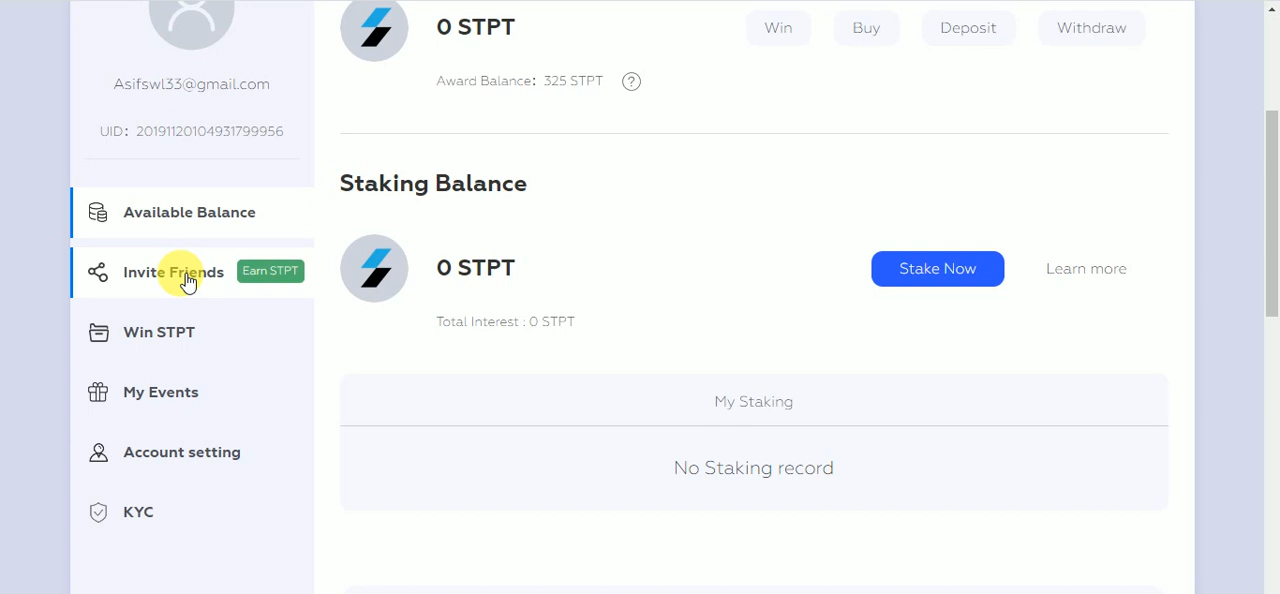 Asifswl33@gmail.com
UID: 20191120104931799956
Available Balance
Invite Friends Earn STPT
Win STPT
My Events
Account setting
KYC
0 STPT Win Buy Deposit Withdraw
Award Balance: 325 STPT ?
Staking Balance
0 STPT Stake Now Learn more
Total Interest : 0 STPT
My Staking
No Staking record